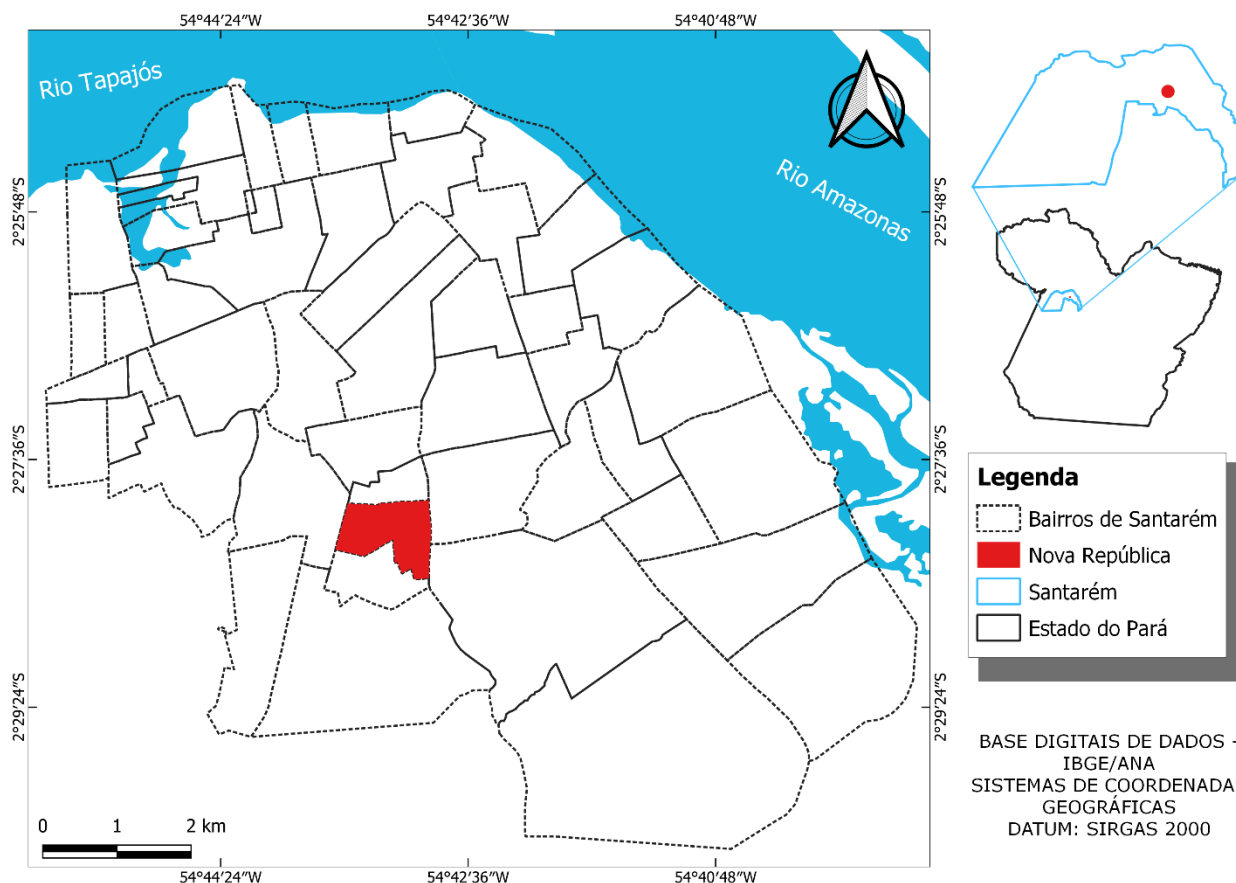 54°44'24"W 54°42'36"W 54°40'48"W
Rio Tapajós
Rio Amazonas
2°25'48"S 2°25'48"S
2°27'36"S 2°27'36"S
2°29'24"S 2°29'24"S
Legenda
Bairros de Santarém
Nova República
Santarém
Estado do Pará
BASE DIGITAIS DE DADOS -
IBGE/ANA
SISTEMAS DE COORDENADA
GEOGRÁFICAS
DATUM: SIRGAS 2000
0 1 2 km
54°44'24"W 54°42'36"W 54°40'48"W